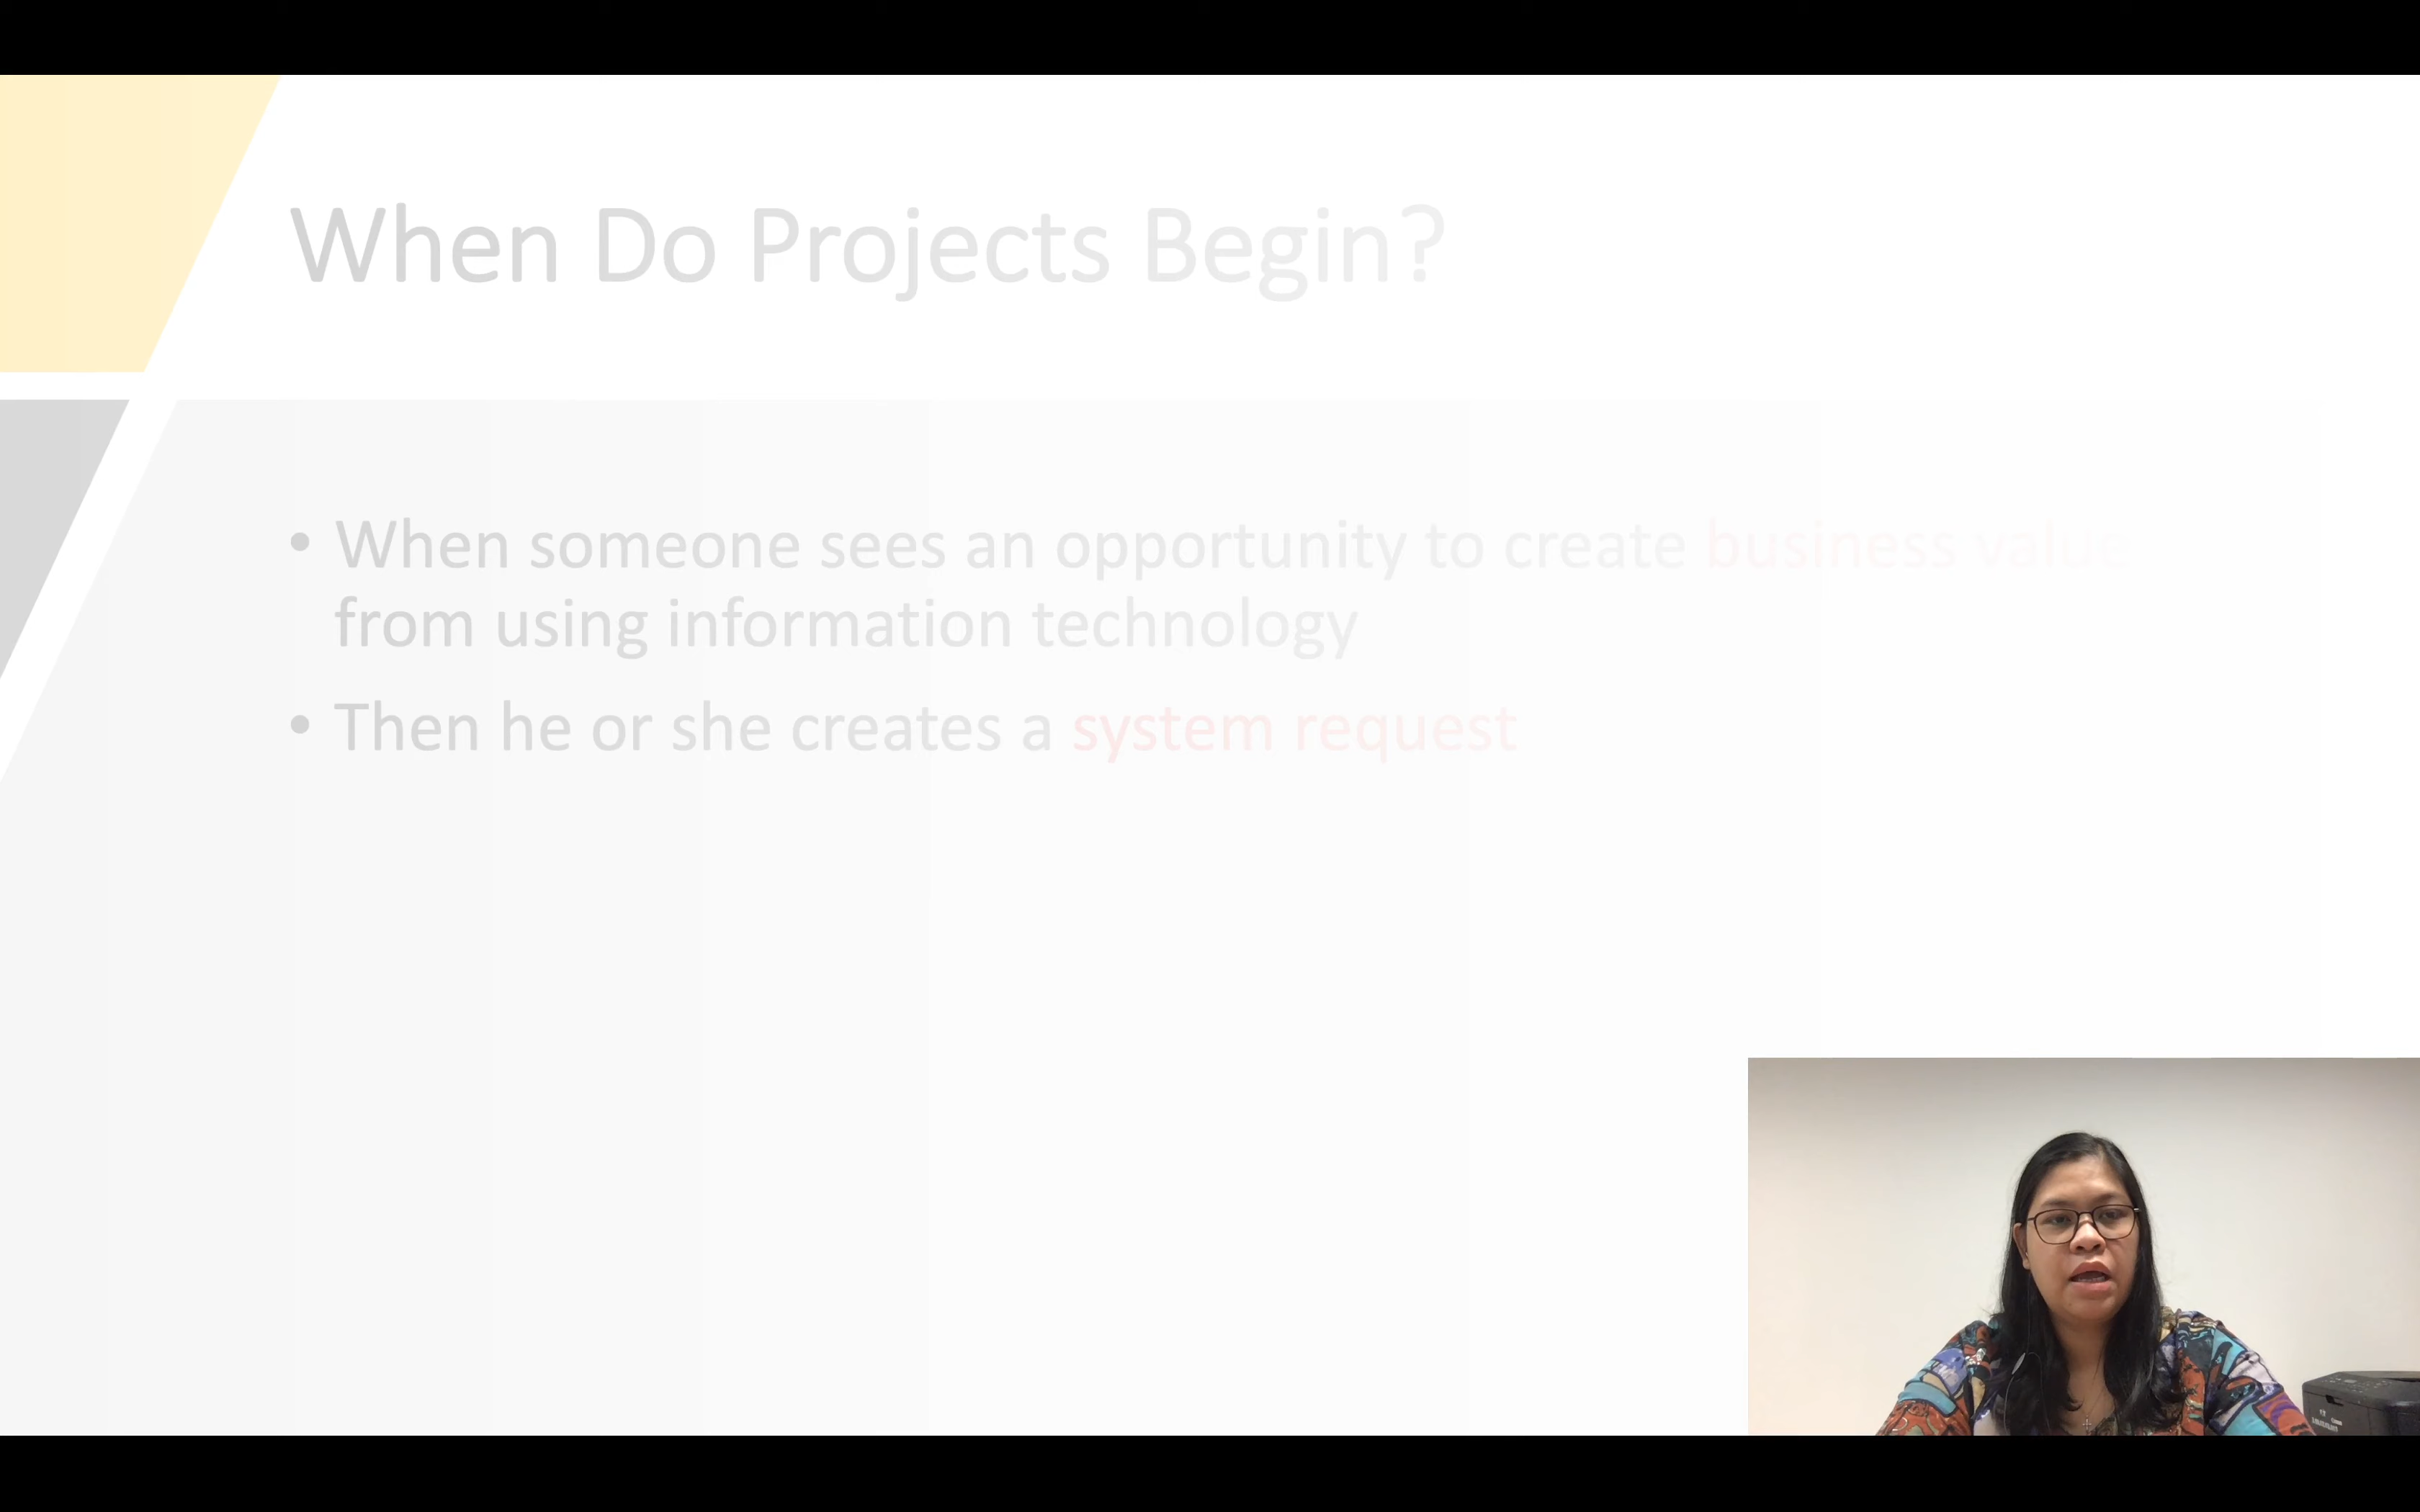 When Do Projects Begin?
• When someone sees an opportunity to create business value
from using information technology
• Then he or she creates a system request